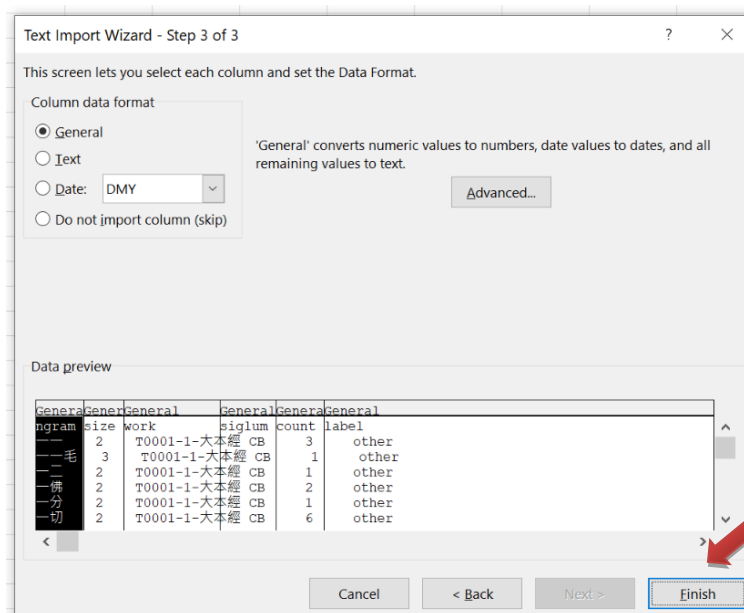 Text Import Wizard - Step 3 of 3 ?
This screen lets you select each column and set the Data Format.
Column data format
General
Text
Date: DMY
Do not import column (skip)
'General' converts numeric values to numbers, date values to dates, and all
remaining values to text.
Advanced...
Data preview
GeneraGenerGeneral GeneralGeneraGeneral
ngram size work siglum count label
一一 2 T0001-1-大本經 CB 3 other
一一毛 3 T0001-1-大本經 CB 1 other
一二 2 T0001-1-大本經 CB 1 other
一佛 2 T0001-1-大本經 CB 2 other
一分 2 T0001-1-大本經 CB 1 other
一切 2 T0001-1-大本經 CB 6 other
Cancel < Back Next > Finish